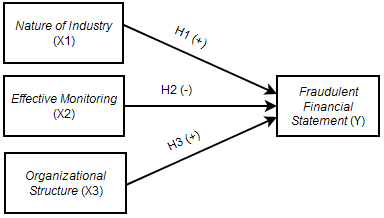 Nature of Industry
(X1)
H1 (+)
Effective Monitoring
(X2)
H2 (-)
Fraudulent
Financial
Statement (Y)
H3 (+)
Organizational
Structure (X3)